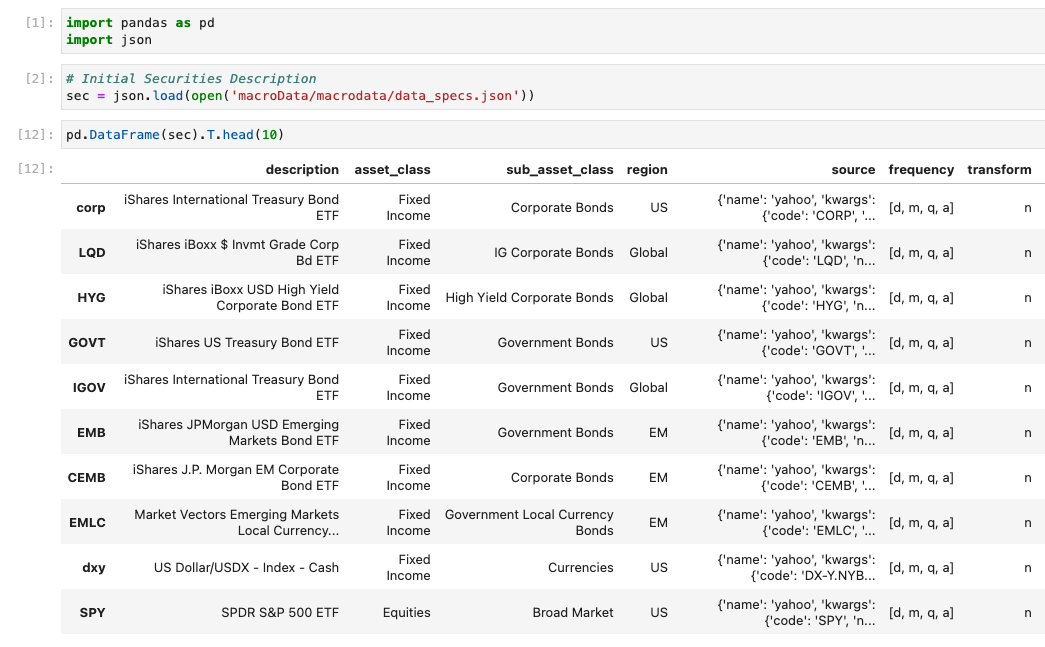 [1]: import pandas as pd
import json
[2]: # Initial Securities Description
sec = json.load(open('macroData/macrodata/data_specs.json'))
[12]: pd.DataFrame(sec).T.head(10)
[12]:
description asset_class sub_asset_class region source frequency transform
corp iShares International Treasury Bond ETF Fixed Income Corporate Bonds US {'name': 'yahoo', 'kwargs': {'code': 'CORP', '... [d, m, q, a] n
LQD iShares iBoxx $ Invmt Grade Corp Bd ETF Fixed Income IG Corporate Bonds Global {'name': 'yahoo', 'kwargs': {'code': 'LQD', 'n... [d, m, q, a] n
HYG iShares iBoxx USD High Yield Corporate Bond ETF Fixed Income High Yield Corporate Bonds Global {'name': 'yahoo', 'kwargs': {'code': 'HYG', 'n... [d, m, q, a] n
GOVT iShares US Treasury Bond ETF Fixed Income Government Bonds US {'name': 'yahoo', 'kwargs': {'code': 'GOVT', '... [d, m, q, a] n
IGOV iShares International Treasury Bond ETF Fixed Income Government Bonds Global {'name': 'yahoo', 'kwargs': {'code': 'IGOV', '... [d, m, q, a] n
EMB iShares JPMorgan USD Emerging Markets Bond ETF Fixed Income Government Bonds EM {'name': 'yahoo', 'kwargs': {'code': 'EMB', 'n... [d, m, q, a] n
CEMB iShares J.P. Morgan EM Corporate Bond ETF Fixed Income Corporate Bonds EM {'name': 'yahoo', 'kwargs': {'code': 'CEMB', '... [d, m, q, a] n
EMLC Market Vectors Emerging Markets Local Currency... Fixed Income Government Local Currency Bonds EM {'name': 'yahoo', 'kwargs': {'code': 'EMLC', '... [d, m, q, a] n
dxy US Dollar/USDX - Index - Cash Fixed Income Currencies US {'name': 'yahoo', 'kwargs': {'code': 'DX-Y.NYB... [d, m, q, a] n
SPY SPDR S&P 500 ETF Equities Broad Market US {'name': 'yahoo', 'kwargs': {'code': 'SPY', 'n... [d, m, q, a] n